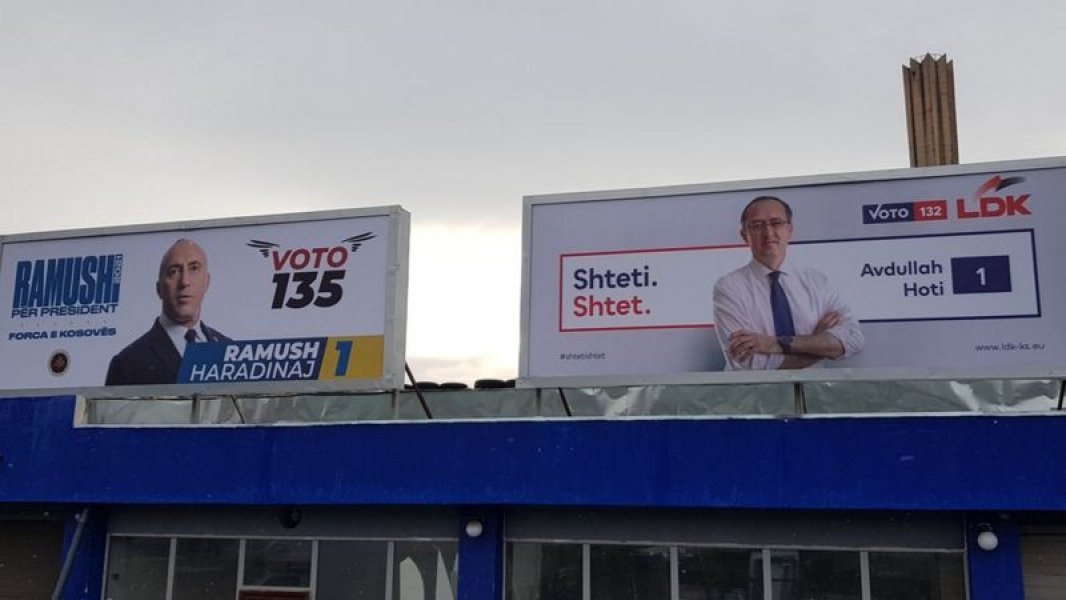 RAMUSH 2021
PËR PRESIDENT
FORCA E KOSOVËS
VOTO
135
RAMUSH
HARADINAJ
1
Shteti.
Shtet.
#shtetishtet
VOTO 132
LDK
Avdullah
Hoti
1
www.ldk-ks.eu